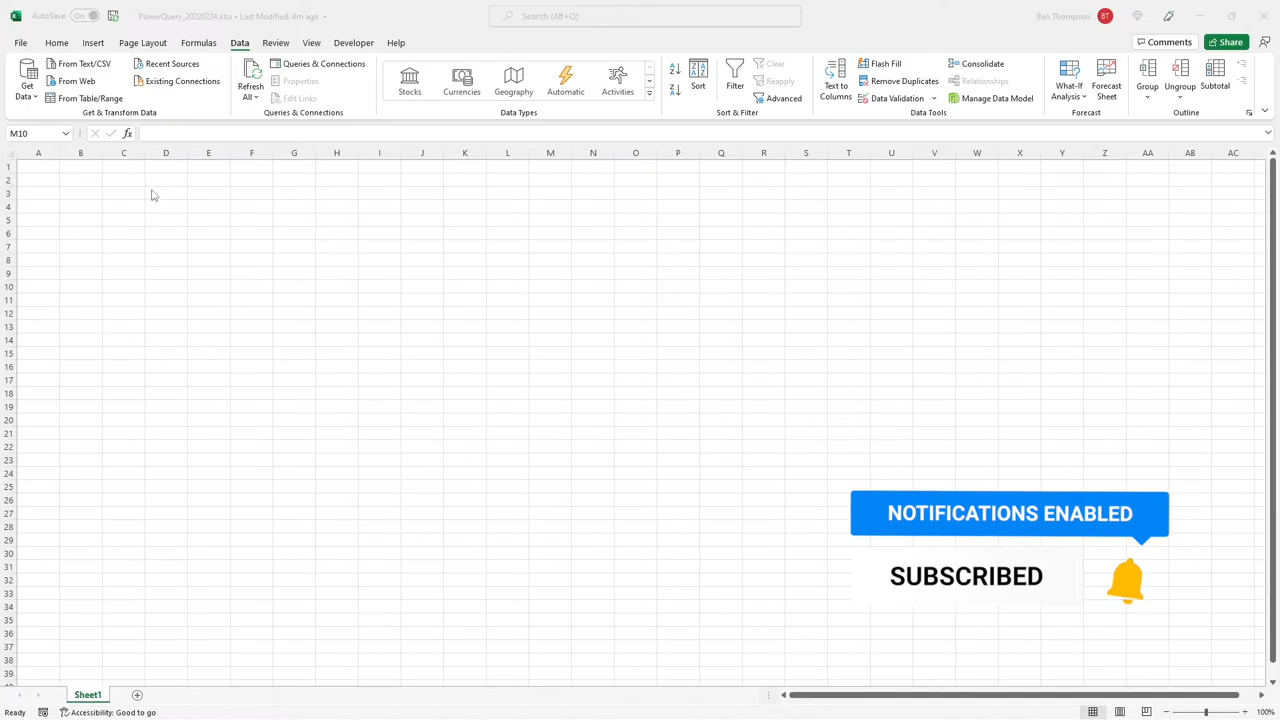 AutoSave On PowerQuery_20220224.xlsx - Last Modified: 4m ago Search (Alt+Q) Ben Thompson BT
File Home Insert Page Layout Formulas Data Review View Developer Help Comments Share
Get Data
From Text/CSV
From Web
From Table/Range
Recent Sources
Existing Connections
Get & Transform Data
Refresh All
Queries & Connections
Properties
Edit Links
Queries & Connections
Stocks
Currencies
Geography
Automatic
Activities
Data Types
Sort
Filter
Clear
Reapply
Advanced
Sort & Filter
Text to Columns
Flash Fill
Remove Duplicates
Data Validation
Consolidate
Relationships
Manage Data Model
Data Tools
What-If Analysis
Forecast Sheet
Forecast
Group
Ungroup
Subtotal
Outline
M10 fx
A B C D E F G H I J K L M N O P Q R S T U V W X Y Z AA AB AC
1
2
3
4
5
6
7
8
9
10
11
12
13
14
15
16
17
18
19
20
21
22
23
24
25
26
27
28
29
30
31
32
33
34
35
36
37
38
39
NOTIFICATIONS ENABLED
SUBSCRIBED
Sheet1
Ready Accessibility: Good to go 100%